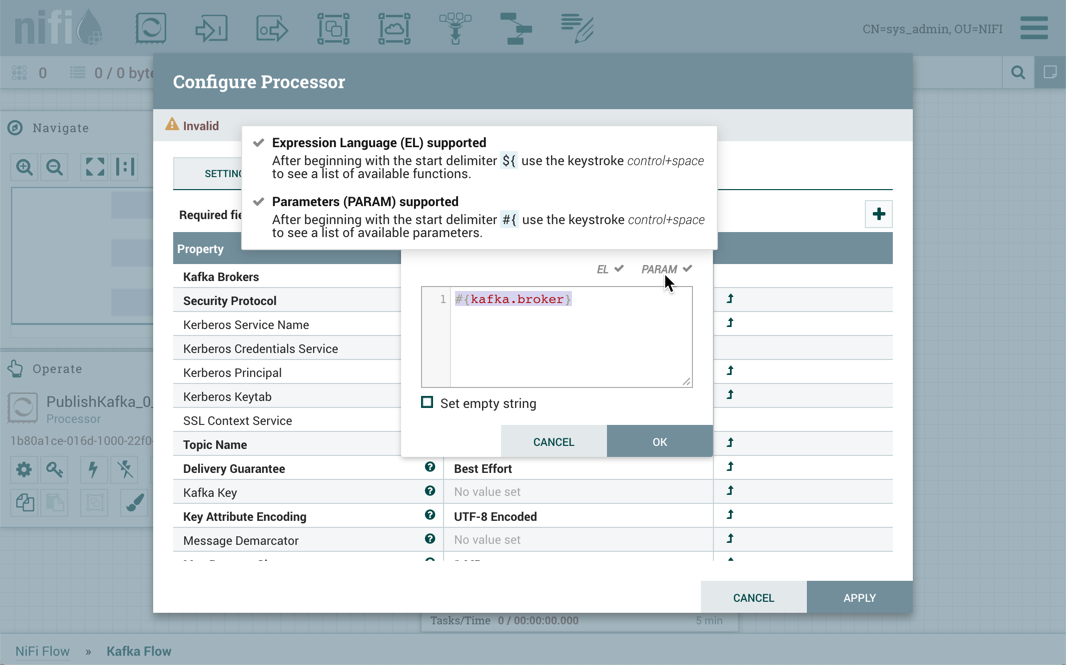 nifi
CN=sys_admin, OU=NIFI
0
0 / 0 byte
Configure Processor
Navigate
Invalid
Expression Language (EL) supported
After beginning with the start delimiter ${ use the keystroke control+space
to see a list of available functions.
SETTING
Parameters (PARAM) supported
After beginning with the start delimiter #{ use the keystroke control+space
to see a list of available parameters.
Required fie
Property
EL PARAM
Kafka Brokers
1 #{kafka.broker}
Security Protocol
Kerberos Service Name
Kerberos Credentials Service
Operate
Kerberos Principal
Kerberos Keytab
PublishKafka_0_
Set empty string
Processor
SSL Context Service
1b80a1ce-016d-1000-22f0
Topic Name
CANCEL OK
Delivery Guarantee Best Effort
Kafka Key No value set
Key Attribute Encoding UTF-8 Encoded
Message Demarcator No value set
CANCEL APPLY
Tasks/Time 0 / 00:00:00.000 5 min
NiFi Flow » Kafka Flow